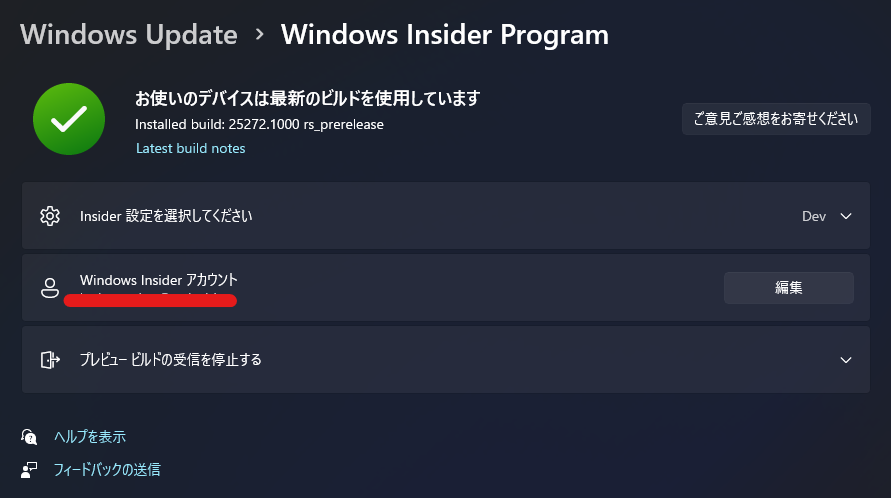 Windows Update › Windows Insider Program
お使いのデバイスは最新のビルドを使用しています
Installed build: 25272.1000 rs_prerelease
Latest build notes
ご意見ご感想をお寄せください
Insider 設定を選択してください
Dev
Windows Insider アカウント
編集
プレビュー ビルドの受信を停止する
ヘルプを表示
フィードバックの送信